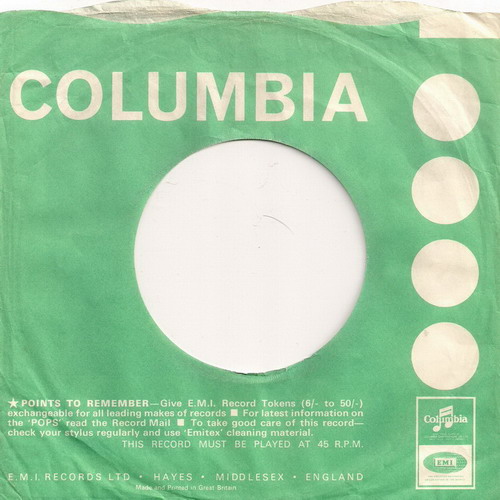 COLUMBIA
★ POINTS TO REMEMBER—Give E.M.I. Record Tokens (6/- to 50/-)
exchangeable for all leading makes of records ■ For latest information on
the 'POPS' read the Record Mail ■ To take good care of this record—
check your stylus regularly and use 'Emitex' cleaning material.
THIS RECORD MUST BE PLAYED AT 45 R.P.M.
Columbia
EMI
E.M.I. RECORDS LTD · HAYES · MIDDLESEX · ENGLAND
Made and Printed in Great Britain